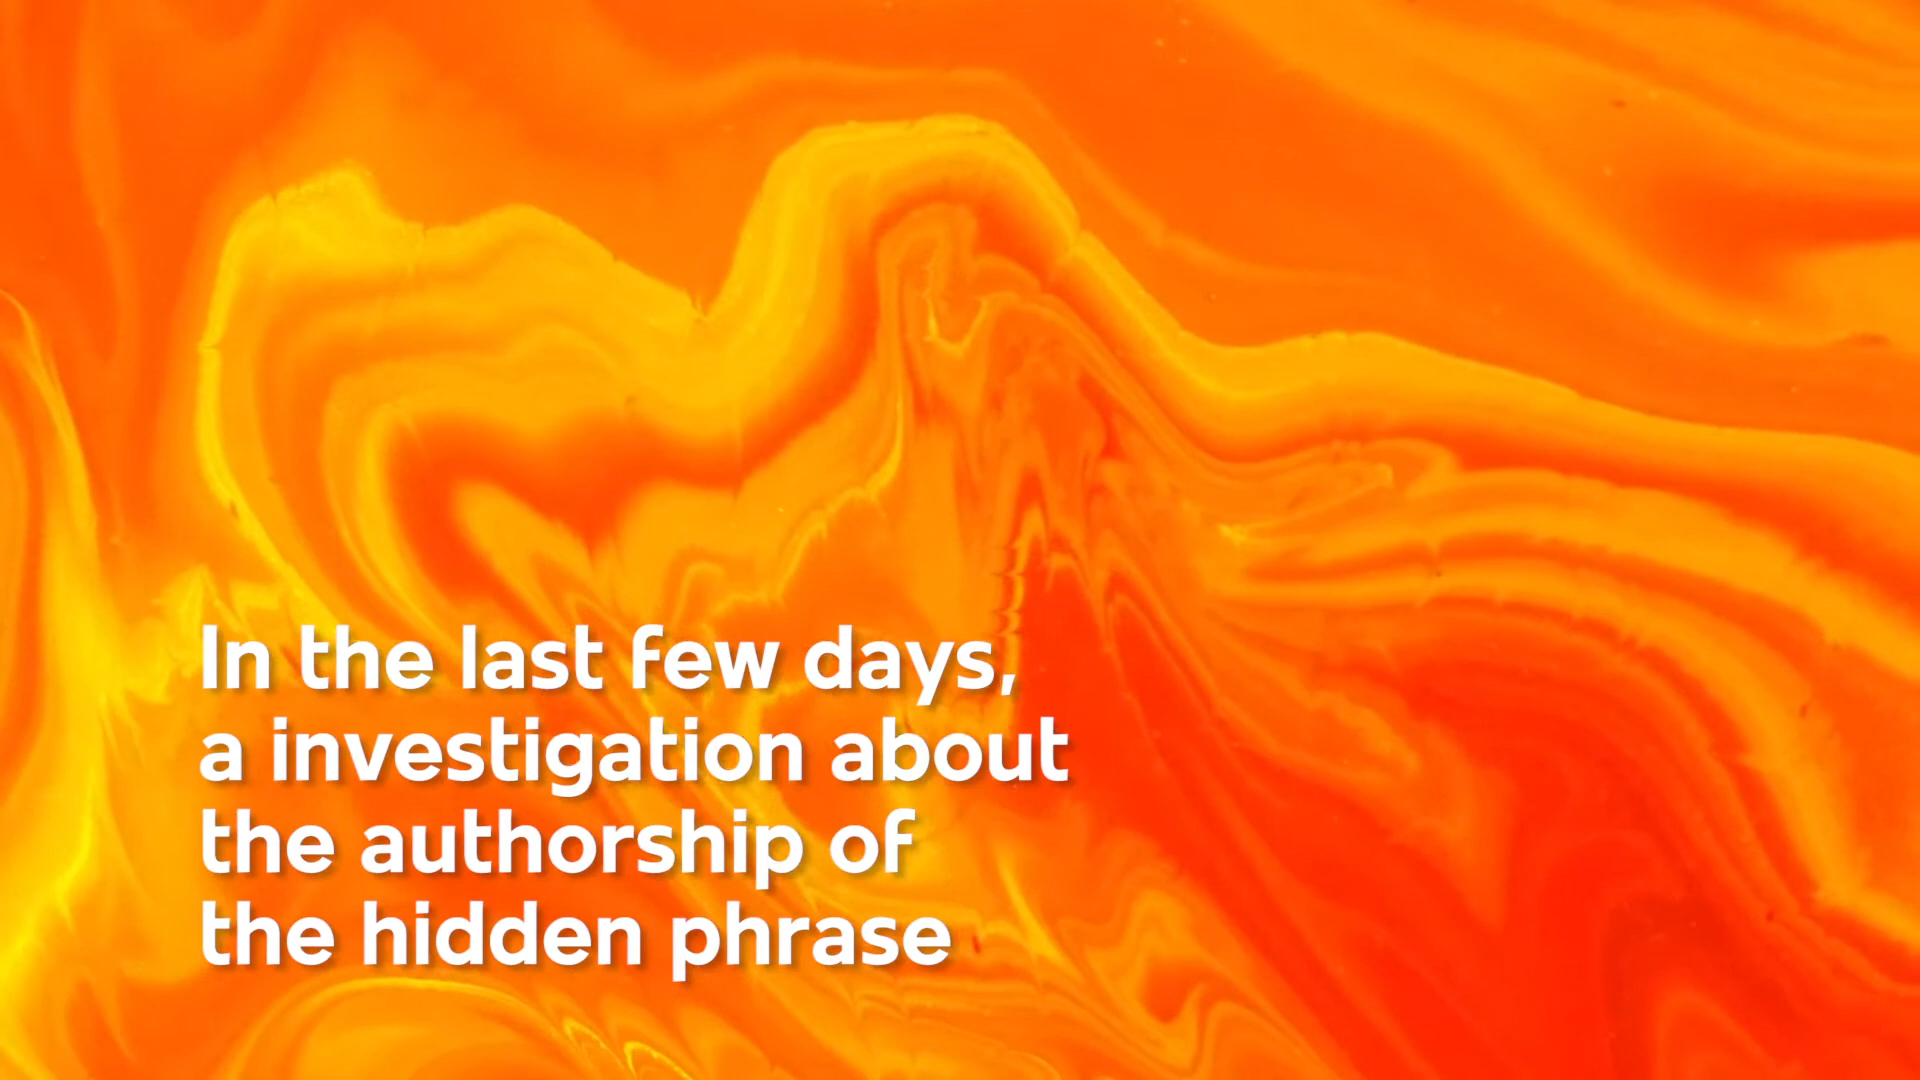 In the last few days,
a investigation about
the authorship of
the hidden phrase